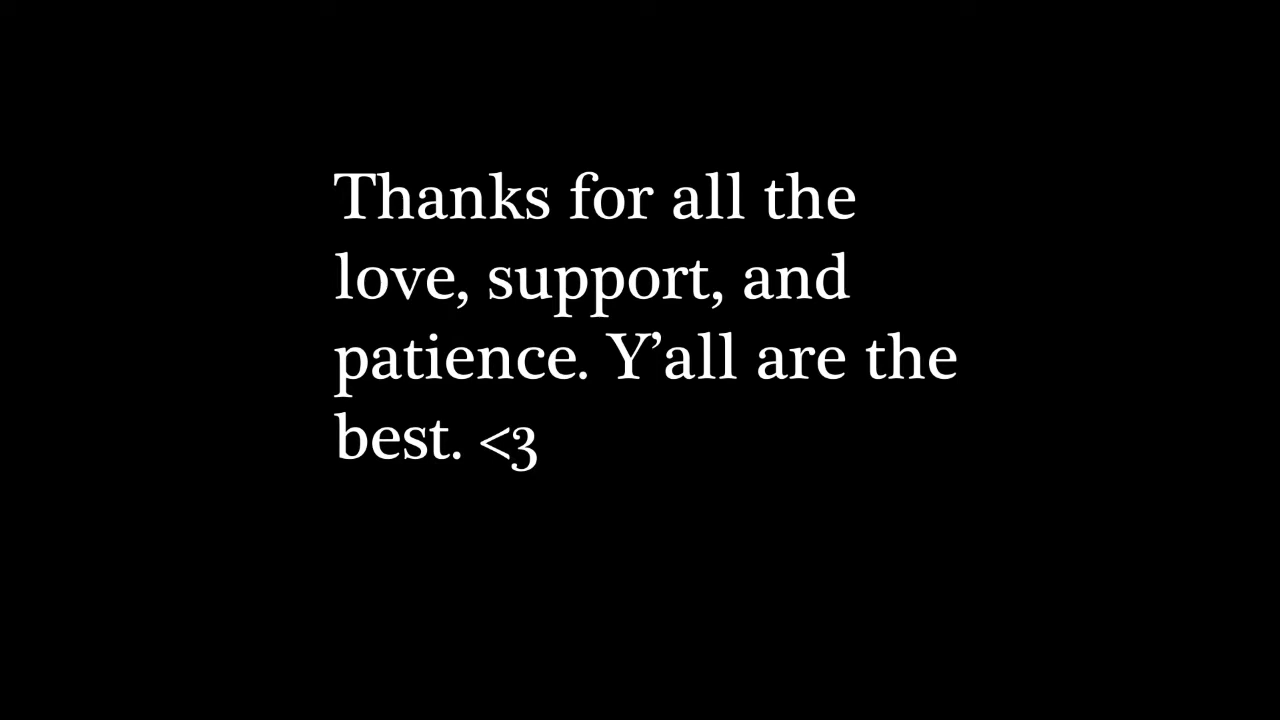 Thanks for all the
love, support, and
patience. Y’all are the
best. <3